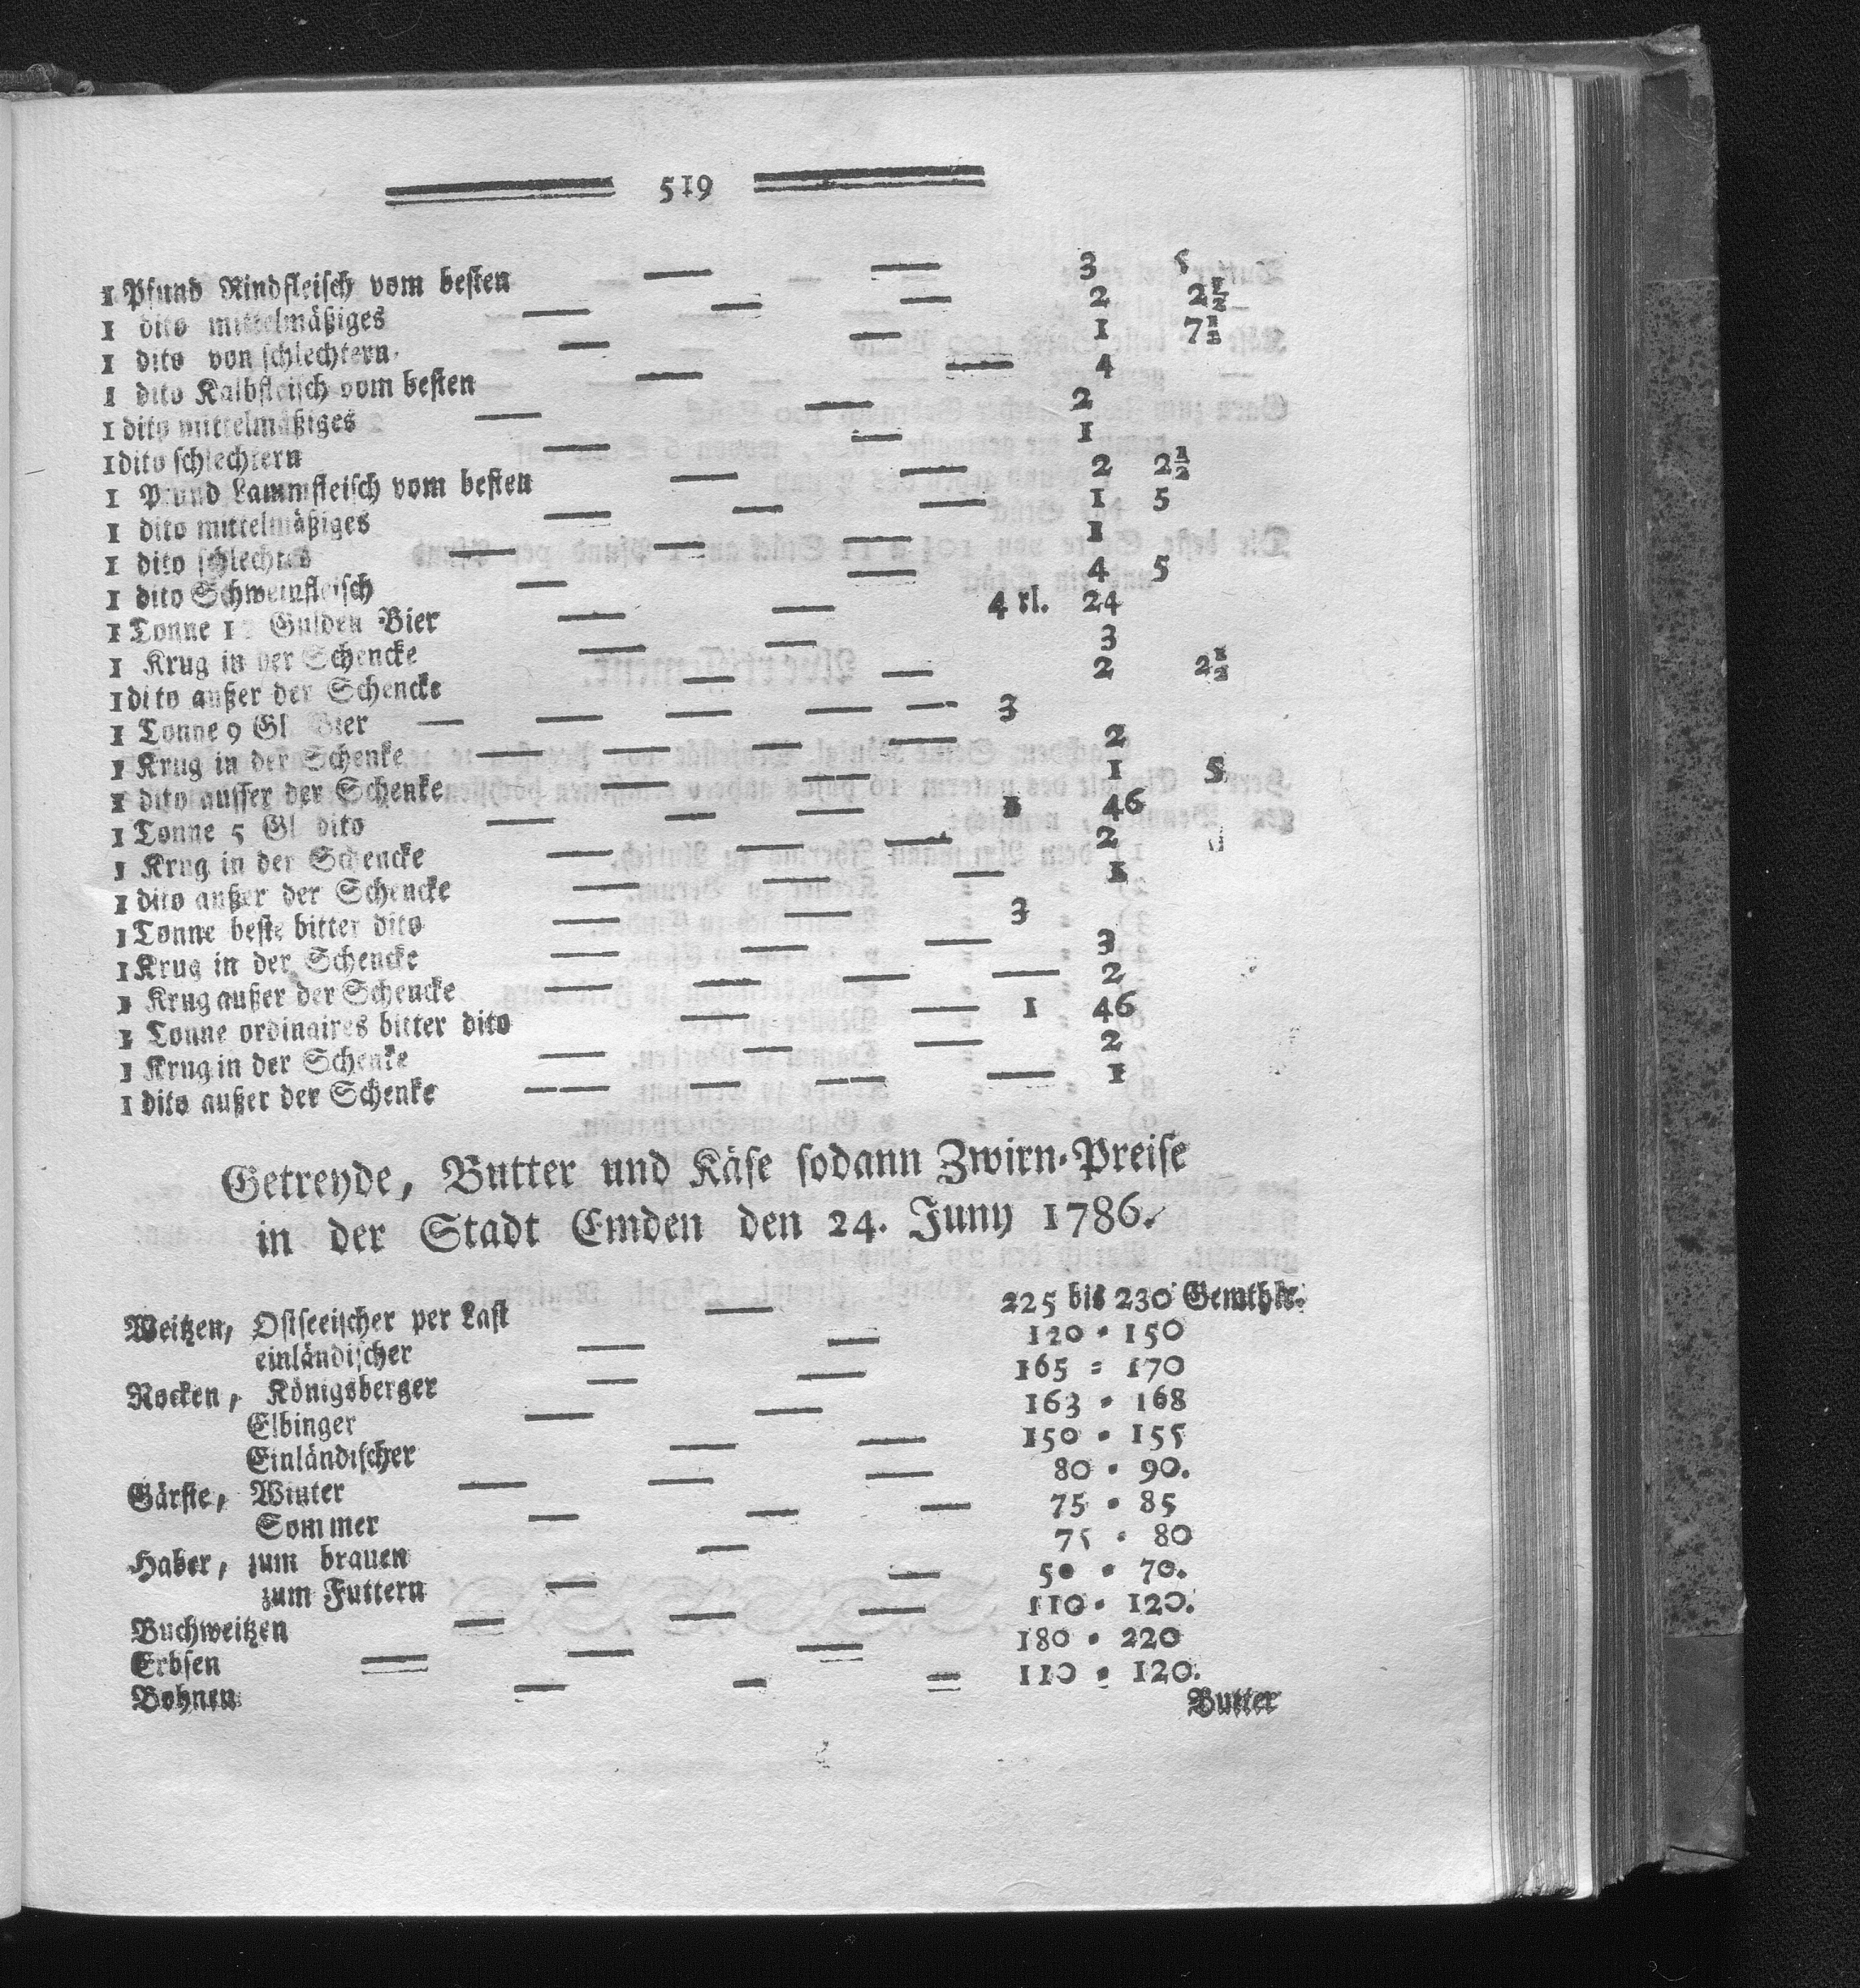 519
1 Pfund Rindfleisch vom besten — — 3 5
1 dito mittelmäßiges — — — 2 2½
1 dito von schlechtern — — 1 7½
1 dito Kalbfleisch vom besten — — 4
1 dito mittelmäßiges — — 2
1 dito schlechtern — — 1
1 Pfund Lammfleisch vom besten — — 2 2½
1 dito mittelmäßiges — — — 1 5
1 dito schlechtes — — — 1
1 dito Schweinfleisch — — 4 5
1 Tonne Gulden Bier — — 4 rl. 24
1 Krug in der Schencke — — 3
1 dito außer der Schencke — — 2 2½
1 Tonne 9 Gl Bier — — — — — 3
1 Krug in der Schenke — — — — 2
1 dito ausser der Schenke — — 1 5
1 Tonne 5 Gl dito — — — 1 46
1 Krug in der Schencke — — — 2
1 dito außer der Schencke — — — 1
1 Tonne beste bitter dito — — 3
1 Krug in der Schencke — — — 3
1 Krug außer der Schencke — — — — 2
1 Tonne ordinaires bitter dito — — 1 46
1 Krug in der Schenke — — — 2
1 dito außer der Schenke — — — — 1
Getreyde, Butter und Käse sodann Zwirn-Preise
in der Stadt Emden den 24. Juny 1786.
Weitzen, Ostseeischer per Last — 225 bis 230 Gemthlr.
einländischer — — 120 = 150
Rocken, Königsberger — — 165 = 170
Elbinger — — 163 = 168
Einländischer — — 150 = 155
Gärste, Winter — — — 80 = 90.
Sommer — — — 75 = 85
Haber, zum brauen — 75 = 80
zum Futtern — — 50 = 70.
Buchweitzen — — — 110 = 120.
Erbsen — — — 180 = 220
Bohnen — — — 110 = 120.
Butter